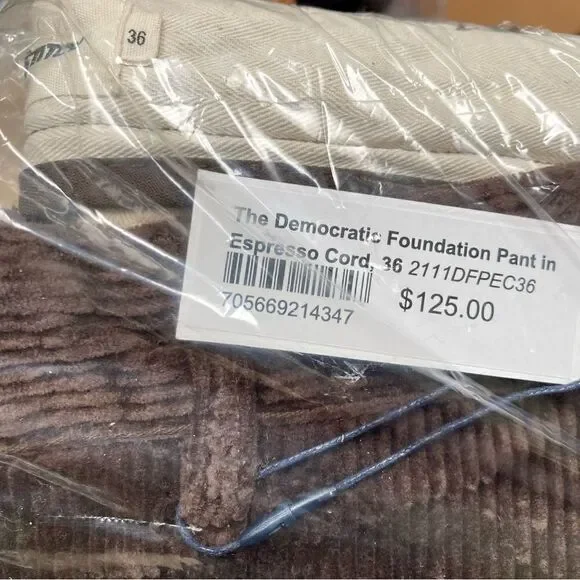 36
The Democratic Foundation Pant in
Espresso Cord, 36 2111DFPEC36
705669214347
$125.00